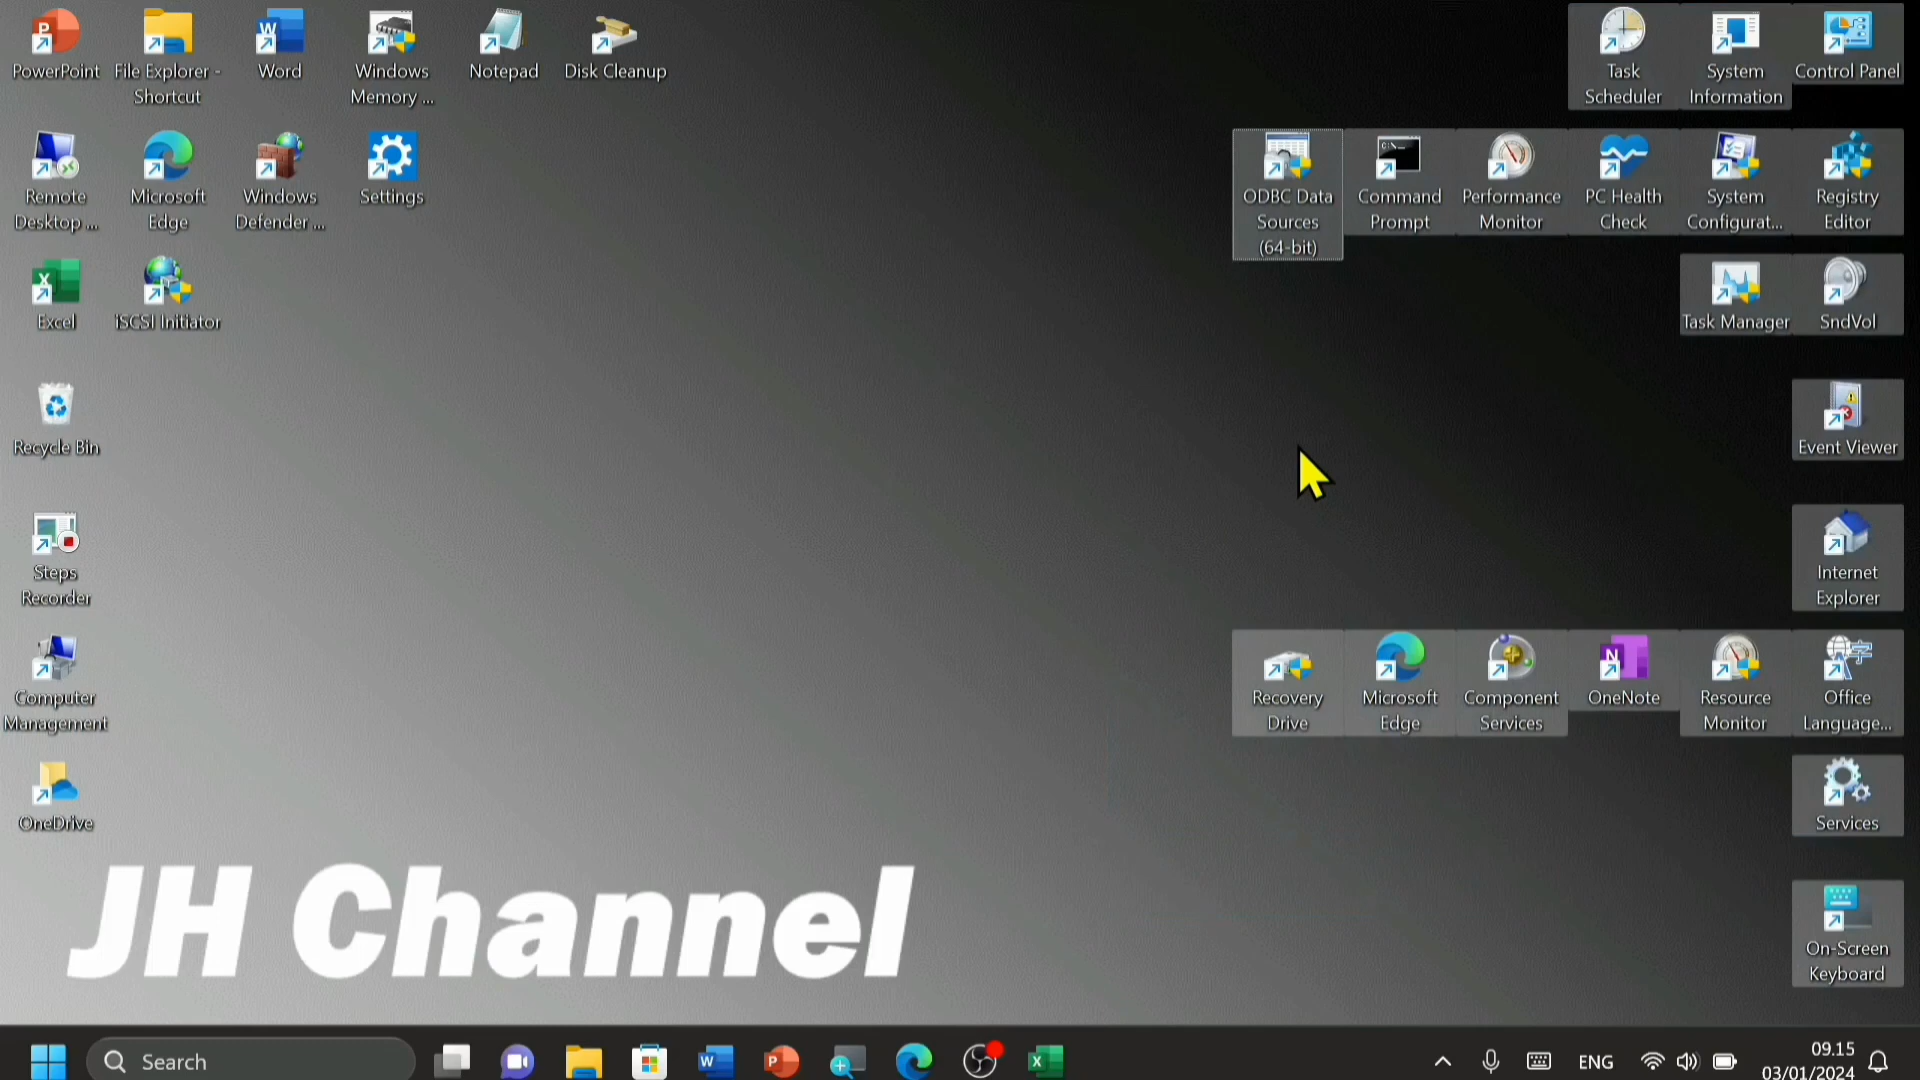 PowerPoint
File Explorer -
Shortcut
Word
Windows
Memory ...
Notepad
Disk Cleanup
Task
Scheduler
System
Information
Control Panel
Remote
Desktop ...
Microsoft
Edge
Windows
Defender ...
Settings
ODBC Data
Sources
(64-bit)
Command
Prompt
Performance
Monitor
PC Health
Check
System
Configurat...
Registry
Editor
Excel
iSCSI Initiator
Task Manager
SndVol
Recycle Bin
Event Viewer
Steps
Recorder
Internet
Explorer
Computer
Management
Recovery
Drive
Microsoft
Edge
Component
Services
OneNote
Resource
Monitor
Office
Language...
OneDrive
Services
JH Channel
On-Screen
Keyboard
Search
ENG
09.15
03/01/2024